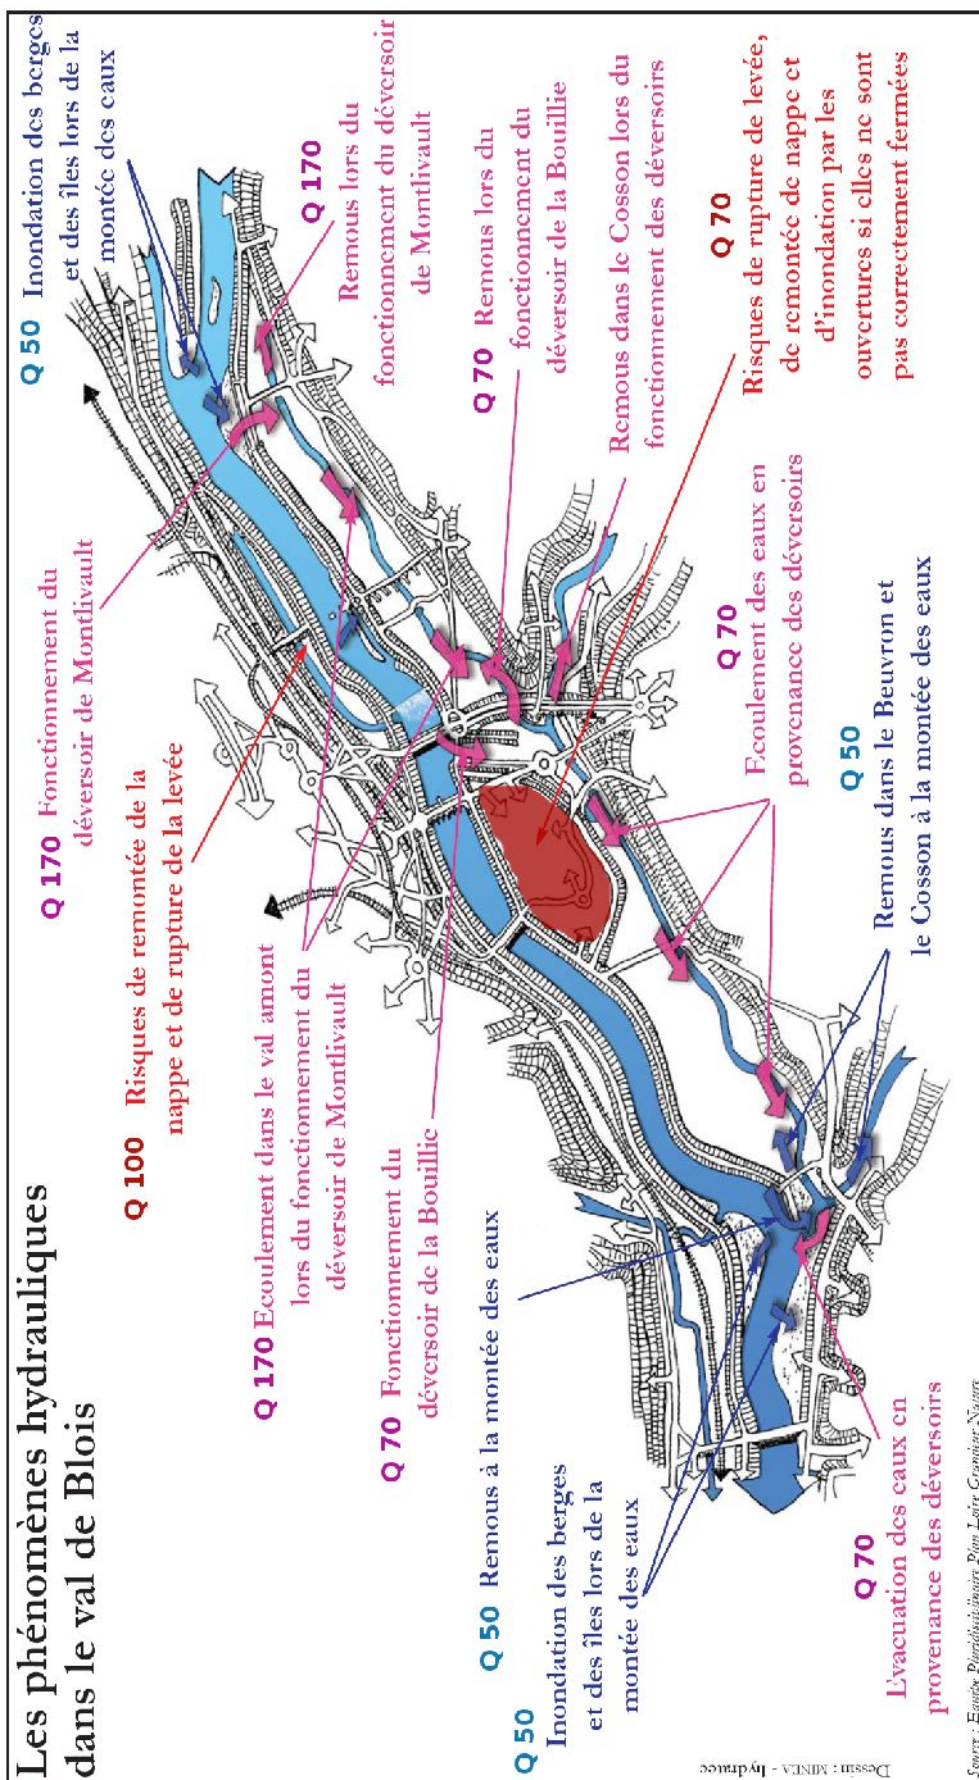 Les phénomènes hydrauliques
dans le val de Blois
Q 50 Inondation des berges
et des îles lors de la
montée des eaux
Q 170 Fonctionnement du
déversoir de Montlivault
Q 170
Remous lors du
fonctionnement du déversoir
de Montlivault
Q 100 Risques de remontée de la
nappe et de rupture de la levée
Q 170 Ecoulement dans le val amont
lors du fonctionnement du
déversoir de Montlivault
Q 70 Remous lors du
fonctionnement du
déversoir de la Bouillie
Remous dans le Cosson lors du
fonctionnement des déversoirs
Q 70 Fonctionnement du
déversoir de la Bouillie
Q 70
Risques de rupture de levée,
de remontée de nappe et
d'inondation par les
ouvertures si elles ne sont
pas correctement fermées
Q 50 Remous à la montée des eaux
Q 70
Ecoulement des eaux en
provenance des déversoirs
Q 50
Inondation des berges
et des îles lors de la
montée des eaux
Q 50
Remous dans le Beuvron et
le Cosson à la montée des eaux
Q 70
Evacuation des eaux en
provenance des déversoirs
Dessin : MINEA - hydratec
Source : Equipe Pluridisciplinaire Plan Loire Grandeur Nature